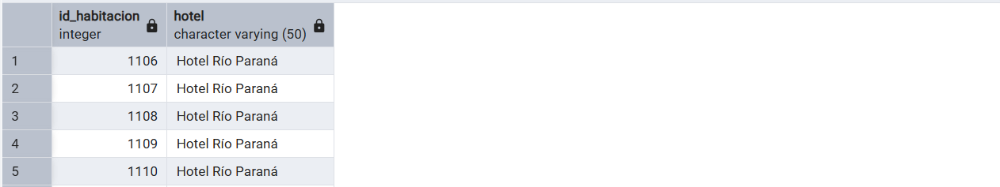 id_habitacion hotel
integer character varying (50)
1 1106 Hotel Río Paraná
2 1107 Hotel Río Paraná
3 1108 Hotel Río Paraná
4 1109 Hotel Río Paraná
5 1110 Hotel Río Paraná